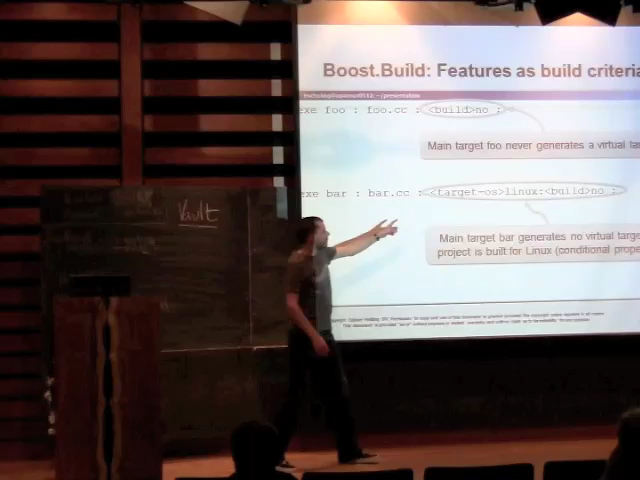 Boost.Build: Features as build criteria
exe foo : foo.cc : <build>no ;
Main target foo never generates a virtual ta
exe bar : bar.cc : <target-os>linux:<build>no ;
Vault
Main target bar generates no virtual targe
project is built for Linux (conditional prope